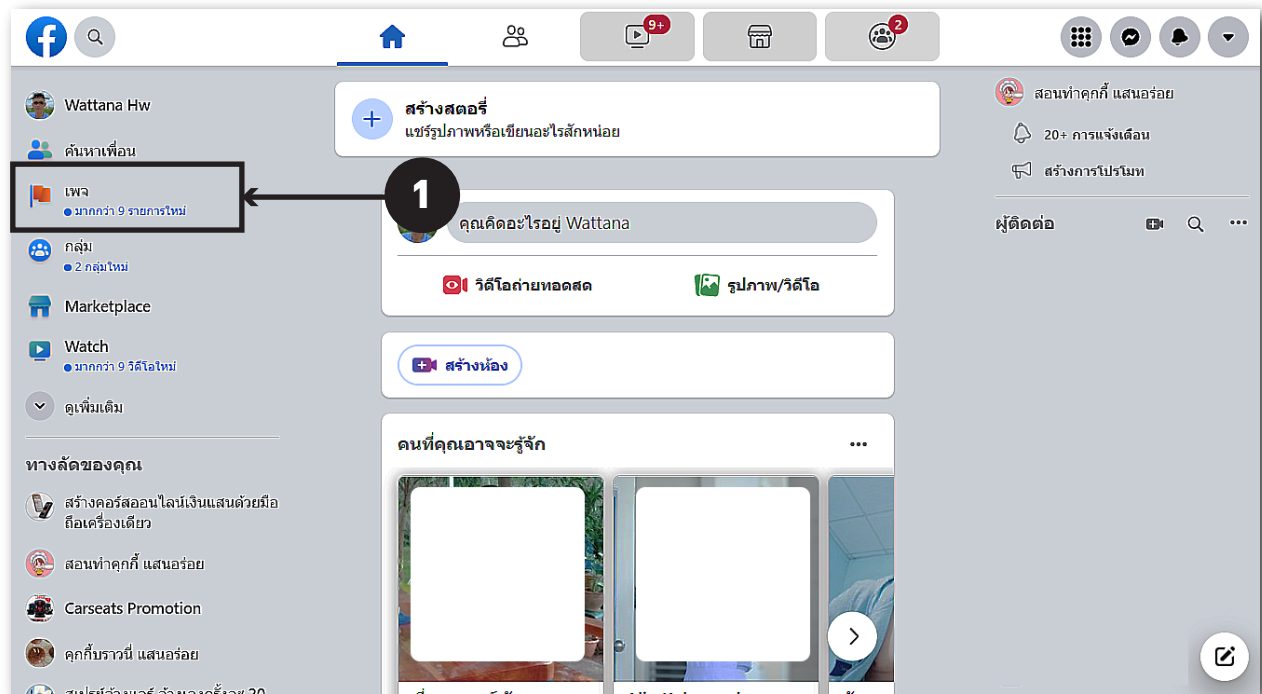 9+
2
Wattana Hw
ค้นหาเพื่อน
เพจ
มากกว่า 9 รายการใหม่
กลุ่ม
2 กลุ่มใหม่
Marketplace
Watch
มากกว่า 9 วิดีโอใหม่
ดูเพิ่มเติม
ทางลัดของคุณ
สร้างคอร์สออนไลน์เงินแสนด้วยมือ
ถือเครื่องเดียว
สอนทำคุกกี้ แสนอร่อย
Carseats Promotion
คุกกี้บราวนี่ แสนอร่อย
สร้างสตอรี่
แชร์รูปภาพหรือเขียนอะไรสักหน่อย
1
คุณคิดอะไรอยู่ Wattana
วิดีโอถ่ายทอดสด
รูปภาพ/วิดีโอ
สร้างห้อง
คนที่คุณอาจจะรู้จัก
สอนทำคุกกี้ แสนอร่อย
20+ การแจ้งเตือน
สร้างการโปรโมท
ผู้ติดต่อ